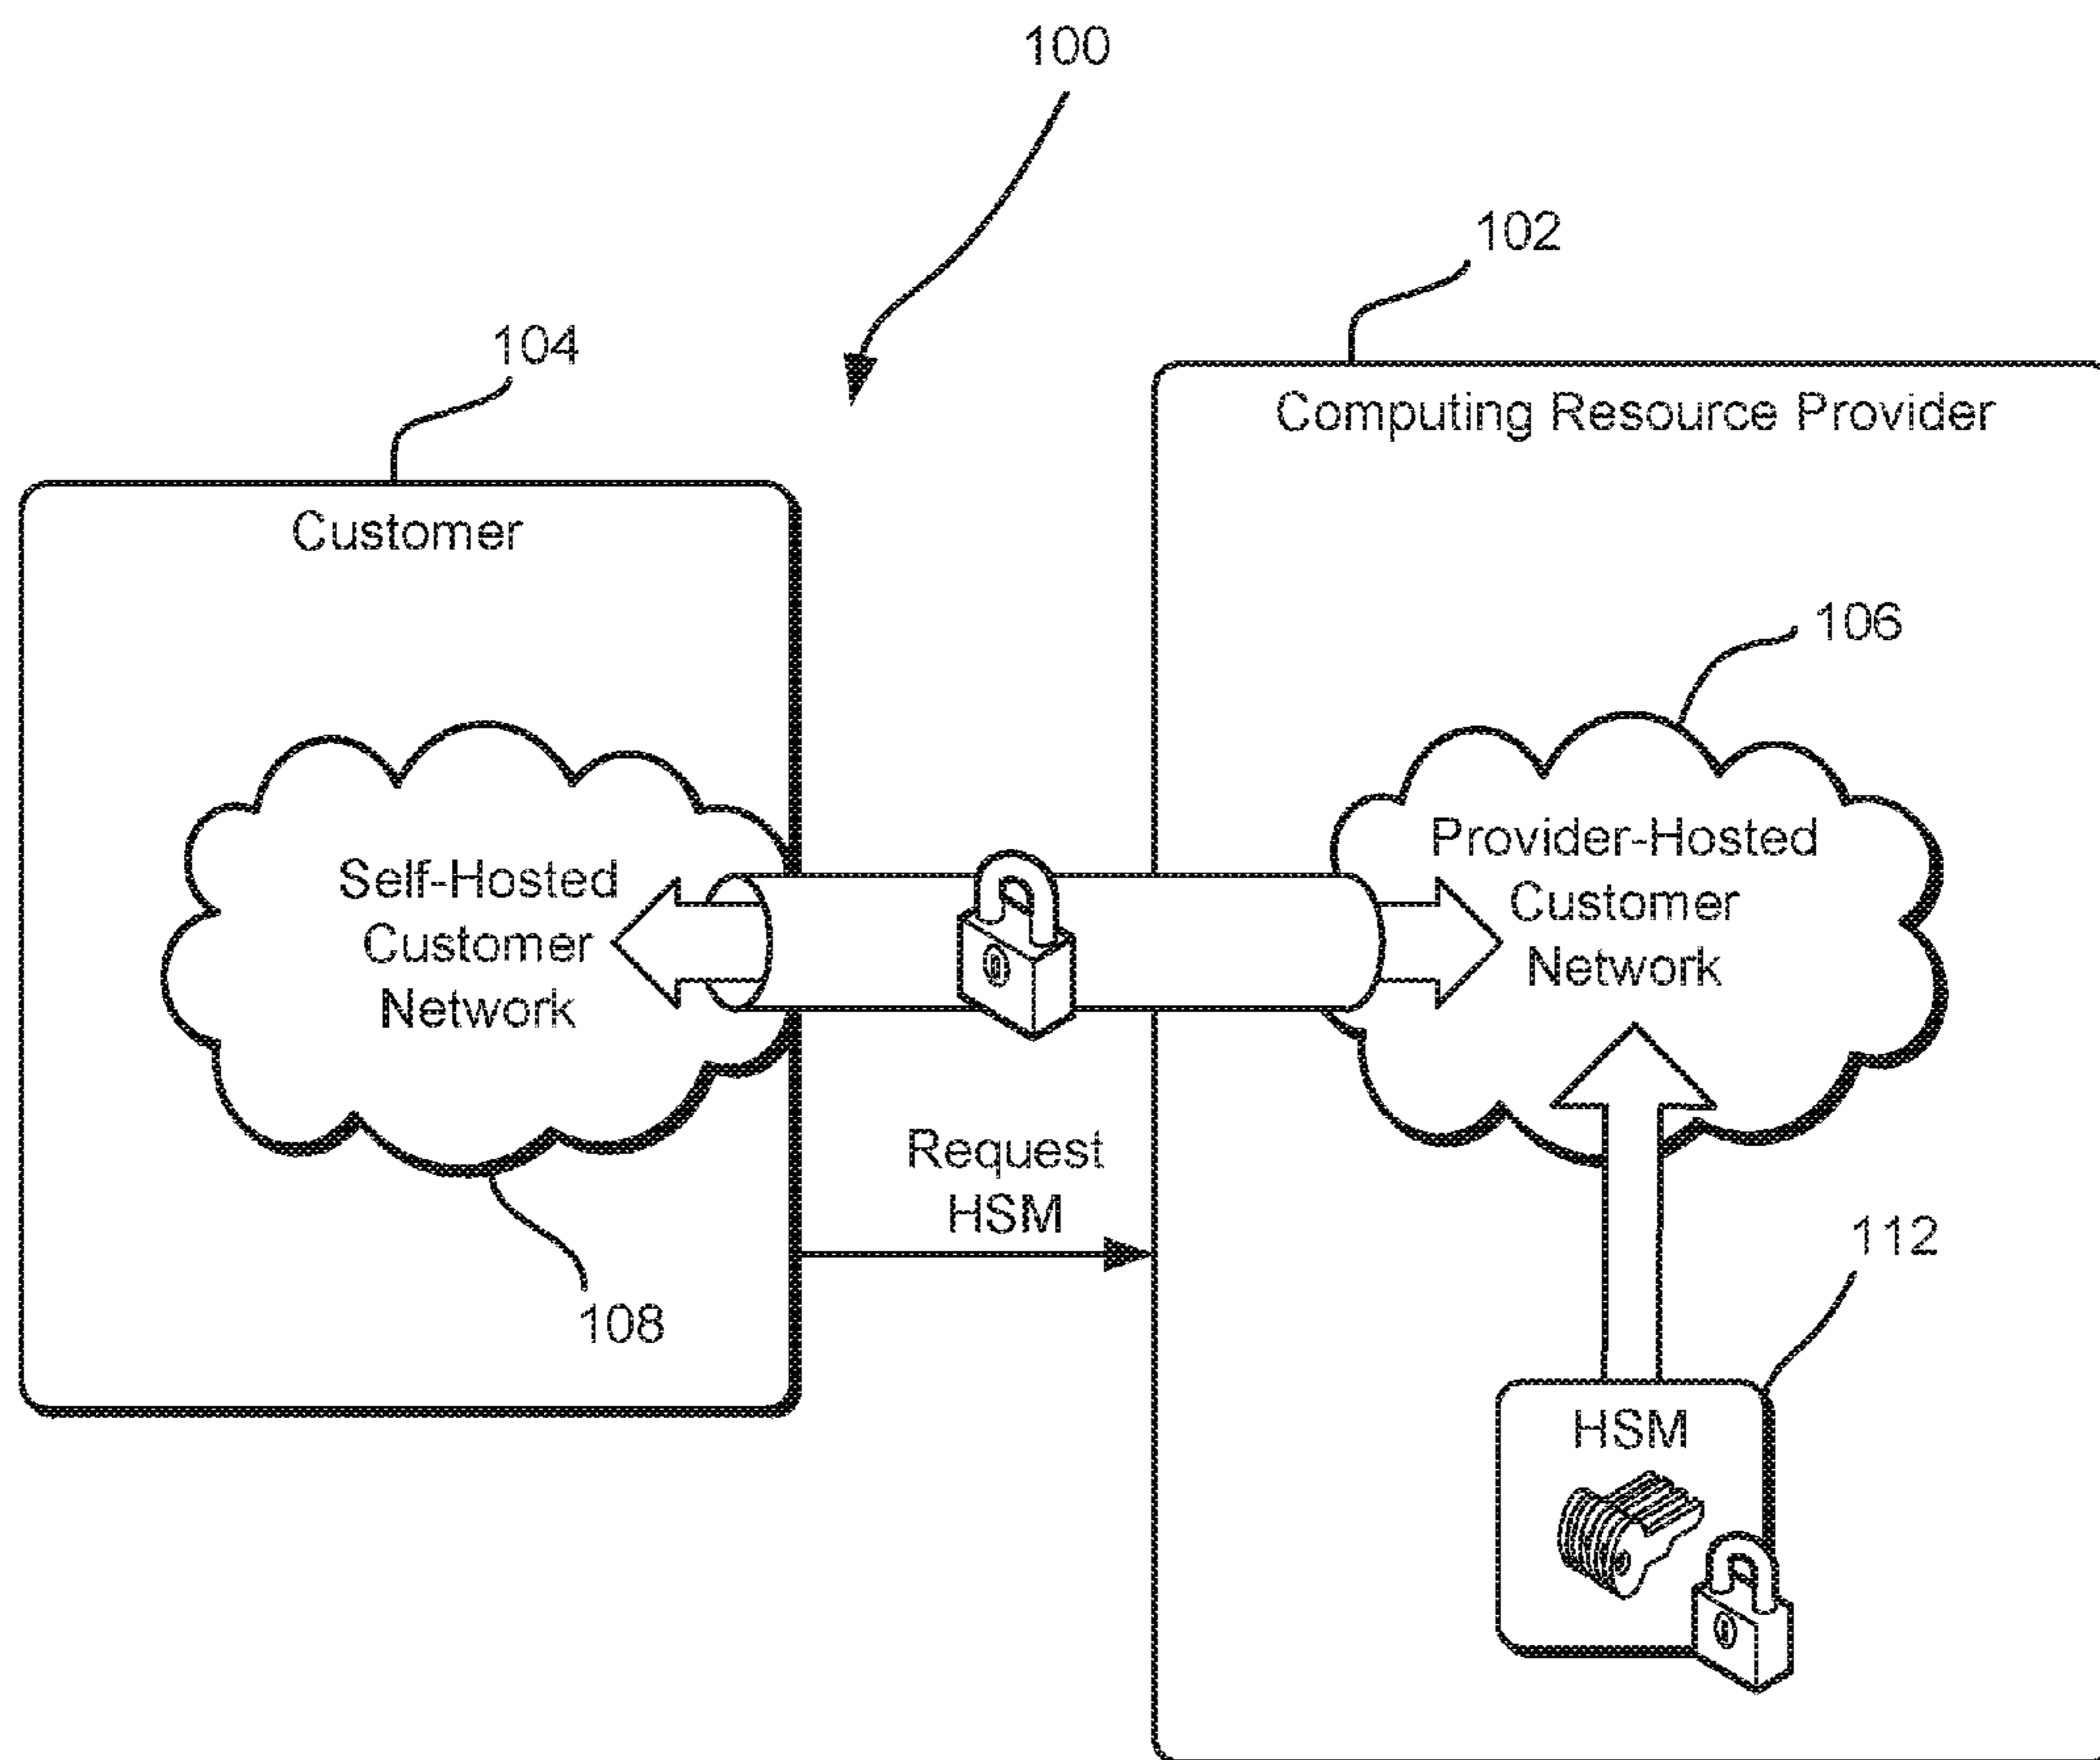 100
102
104
Computing Resource Provider
Customer
106
Self-Hosted
Customer
Network
Provider-Hosted
Customer
Network
Request
HSM
108
112
HSM